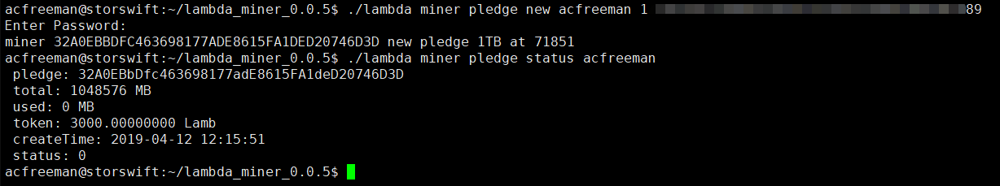 acfreeman@storswift:~/lambda_miner_0.0.5$ ./lambda miner pledge new acfreeman 1 89
Enter Password:
miner 32A0EBBDFC463698177ADE8615FA1DED20746D3D new pledge 1TB at 71851
acfreeman@storswift:~/lambda_miner_0.0.5$ ./lambda miner pledge status acfreeman
pledge: 32A0EBbDfc463698177adE8615FA1deD20746D3D
total: 1048576 MB
used: 0 MB
token: 3000.00000000 Lamb
createTime: 2019-04-12 12:15:51
status: 0
acfreeman@storswift:~/lambda_miner_0.0.5$